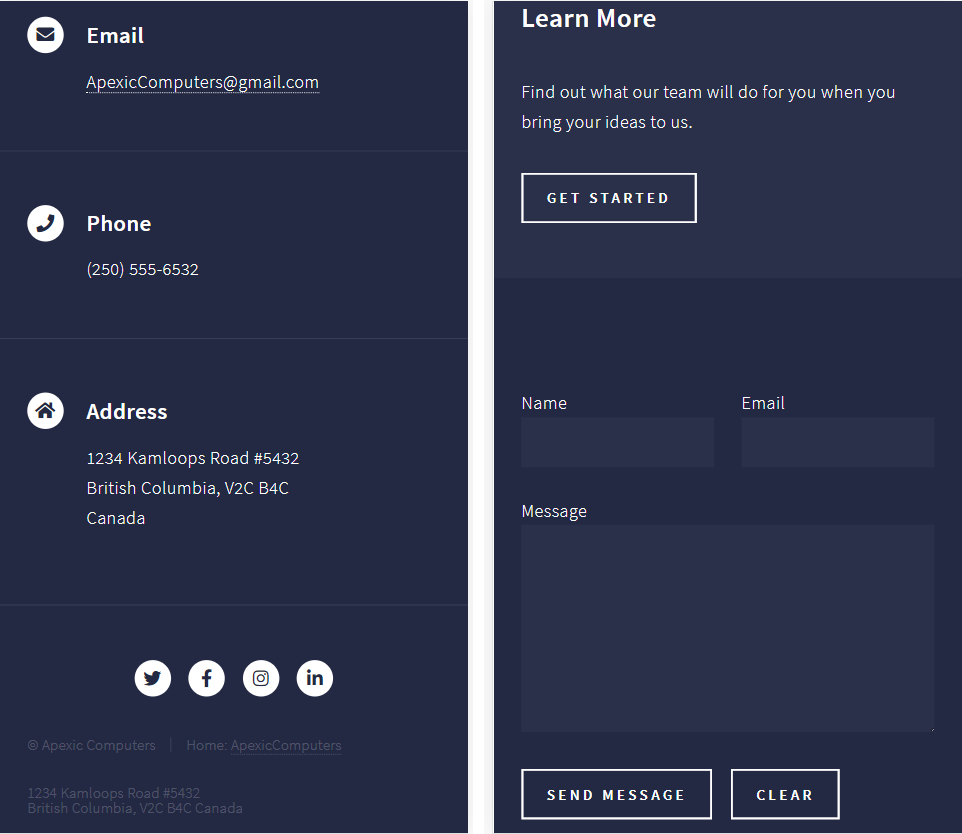 Email
ApexicComputers@gmail.com
Phone
(250) 555-6532
Address
1234 Kamloops Road #5432
British Columbia, V2C B4C
Canada
© Apexic Computers | Home: ApexicComputers
1234 Kamloops Road #5432
British Columbia, V2C B4C Canada
Learn More
Find out what our team will do for you when you
bring your ideas to us.
GET STARTED
Name
Email
Message
SEND MESSAGE
CLEAR